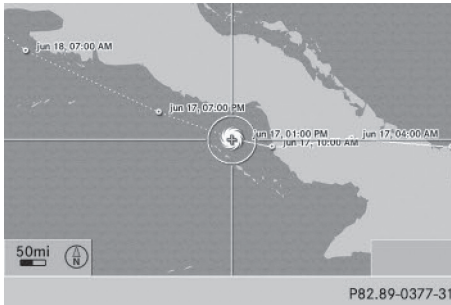 jun 18, 07:00 AM
jun 17, 07:00 PM
jun 17, 01:00 PM
jun 17, 04:00 AM
jun 17, 10:00 AM
50mi
N
P82.89-0377-31